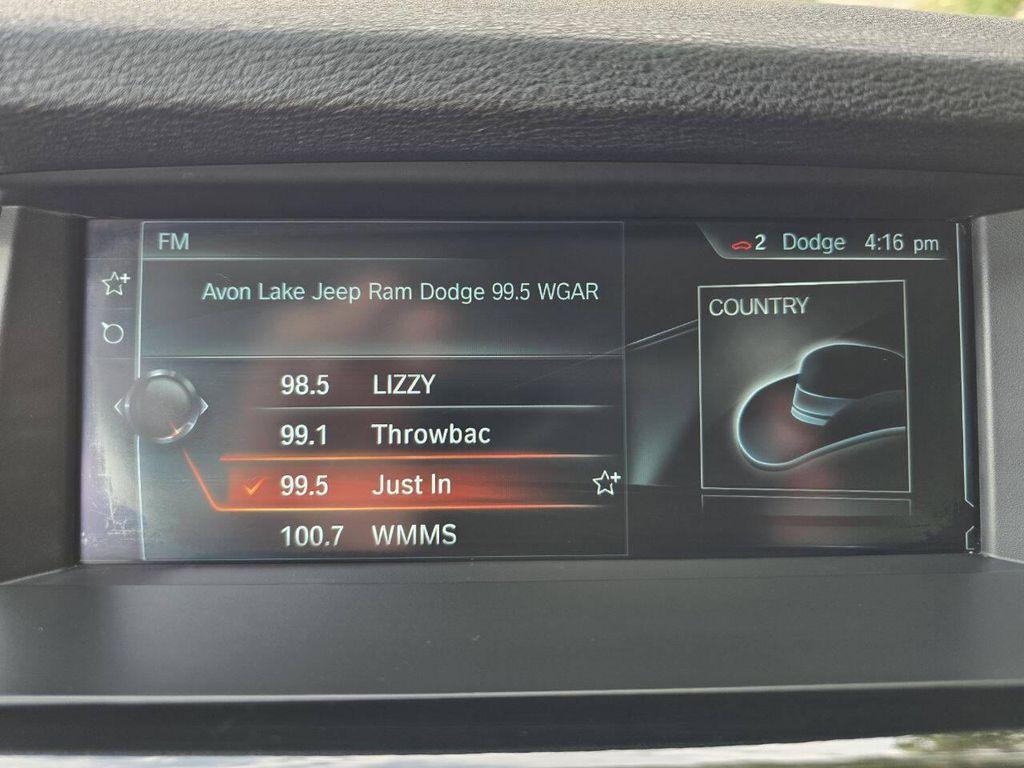 FM
2 Dodge 4:16 pm
Avon Lake Jeep Ram Dodge 99.5 WGAR
COUNTRY
98.5 LIZZY
99.1 Throwbac
99.5 Just In
100.7 WMMS